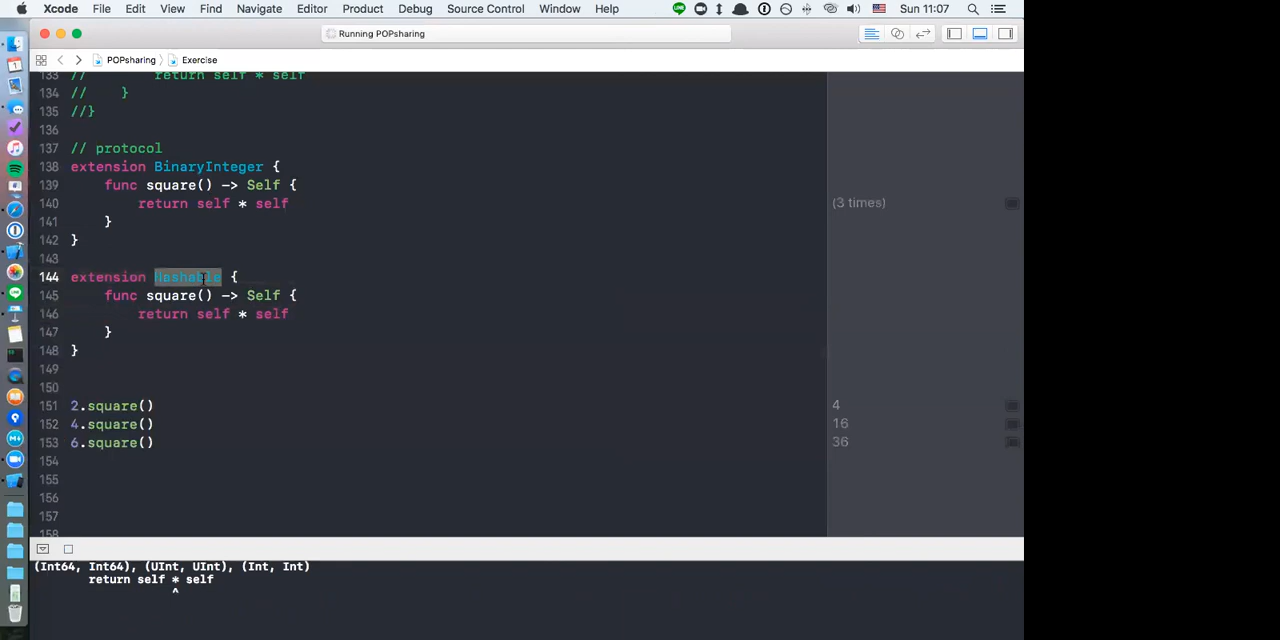 Xcode File Edit View Find Navigate Editor Product Debug Source Control Window Help Sun 11:07
Running POPsharing
POPsharing 〉 Exercise
133 // return self * self
134 // }
135 //}
136
137 // protocol
138 extension BinaryInteger {
139 func square() -> Self {
140 return self * self (3 times)
141 }
142 }
143
144 extension Hashable {
145 func square() -> Self {
146 return self * self
147 }
148 }
149
150
151 2.square() 4
152 4.square() 16
153 6.square() 36
154
155
156
157
158
(Int64, Int64), (UInt, UInt), (Int, Int)
return self * self
^